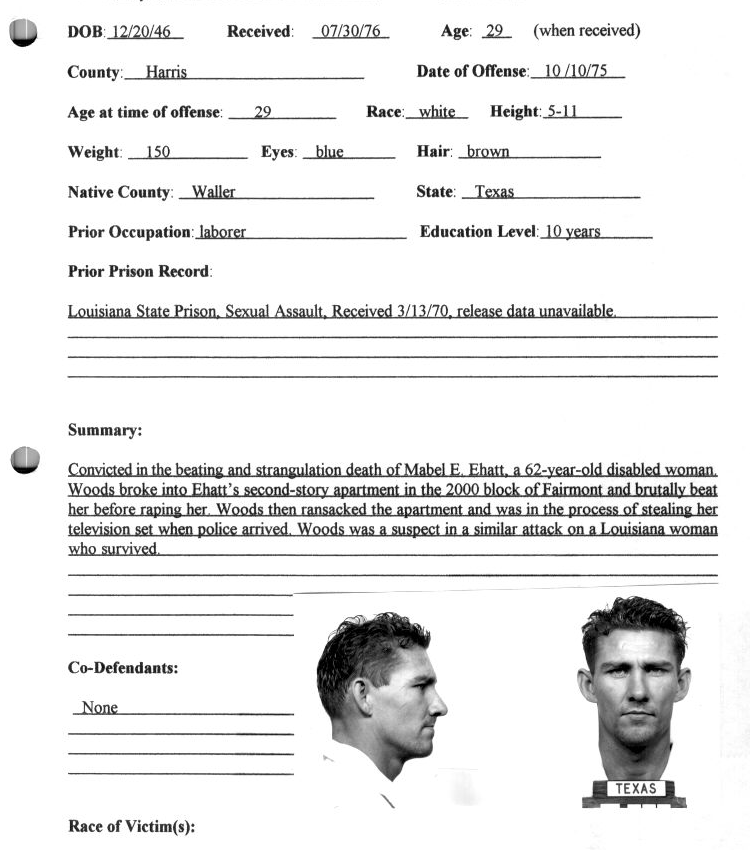 DOB: 12/20/46 Received: 07/30/76 Age: 29 (when received)
County: Harris Date of Offense: 10 /10/75
Age at time of offense: 29 Race: white Height: 5-11
Weight: 150 Eyes: blue Hair: brown
Native County: Waller State: Texas
Prior Occupation: laborer Education Level: 10 years
Prior Prison Record:
Louisiana State Prison, Sexual Assault, Received 3/13/70, release data unavailable.
Summary:
Convicted in the beating and strangulation death of Mabel E. Ehatt, a 62-year-old disabled woman.
Woods broke into Ehatt's second-story apartment in the 2000 block of Fairmont and brutally beat
her before raping her. Woods then ransacked the apartment and was in the process of stealing her
television set when police arrived. Woods was a suspect in a similar attack on a Louisiana woman
who survived.
Co-Defendants:
None
TEXAS
Race of Victim(s):